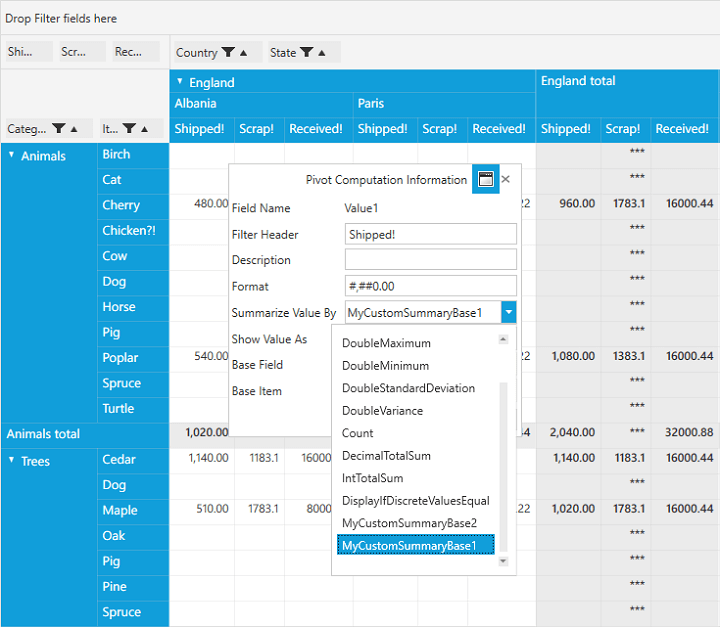 Drop Filter fields here
Shi... Scr... Rec... Country State
England England total
Albania Paris
Categ... It... Shipped! Scrap! Received! Shipped! Scrap! Received! Shipped! Scrap! Received!
Animals Birch ***
Cat ***
Cherry 480.00 22 960.00 1783.1 16000.44
Chicken?! ***
Cow ***
Dog ***
Horse ***
Pig ***
Poplar 540.00 22 1,080.00 1383.1 16000.44
Spruce ***
Turtle ***
Animals total 1,020.00 44 2,040.00 *** 32000.88
Trees Cedar 1,140.00 1183.1 16000 1,140.00 1183.1 16000.44
Dog ***
Maple 510.00 1783.1 8000 .22 1,020.00 1783.1 16000.44
Oak ***
Pig ***
Pine ***
Spruce ***
Pivot Computation Information
Field Name Value1
Filter Header Shipped!
Description
Format #,##0.00
Summarize Value By MyCustomSummaryBase1
Show Value As
Base Field
Base Item
DoubleMaximum
DoubleMinimum
DoubleStandardDeviation
DoubleVariance
Count
DecimalTotalSum
IntTotalSum
DisplayIfDiscreteValuesEqual
MyCustomSummaryBase2
MyCustomSummaryBase1